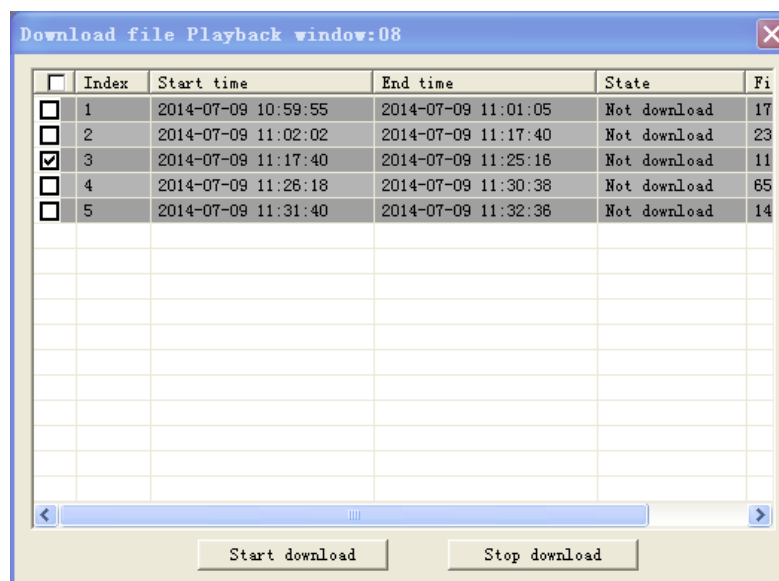 Download file Playback window:08
Index Start time End time State Fi
1 2014-07-09 10:59:55 2014-07-09 11:01:05 Not download 17
2 2014-07-09 11:02:02 2014-07-09 11:17:40 Not download 23
3 2014-07-09 11:17:40 2014-07-09 11:25:16 Not download 11
4 2014-07-09 11:26:18 2014-07-09 11:30:38 Not download 65
5 2014-07-09 11:31:40 2014-07-09 11:32:36 Not download 14
Start download Stop download